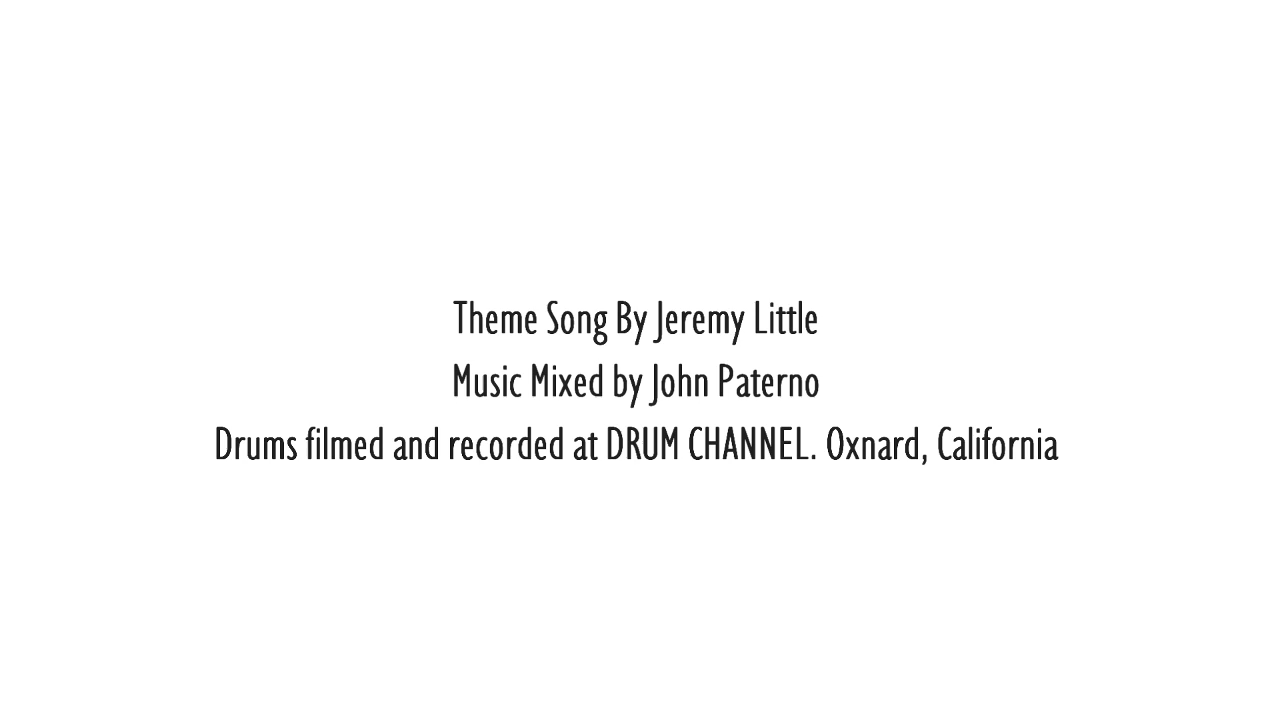 Theme Song By Jeremy Little
Music Mixed by John Paterno
Drums filmed and recorded at DRUM CHANNEL. Oxnard, California